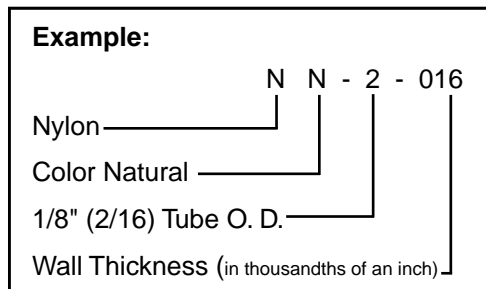 Example:
N N - 2 - 016
Nylon
Color Natural
1/8" (2/16) Tube O. D.
Wall Thickness (in thousandths of an inch)